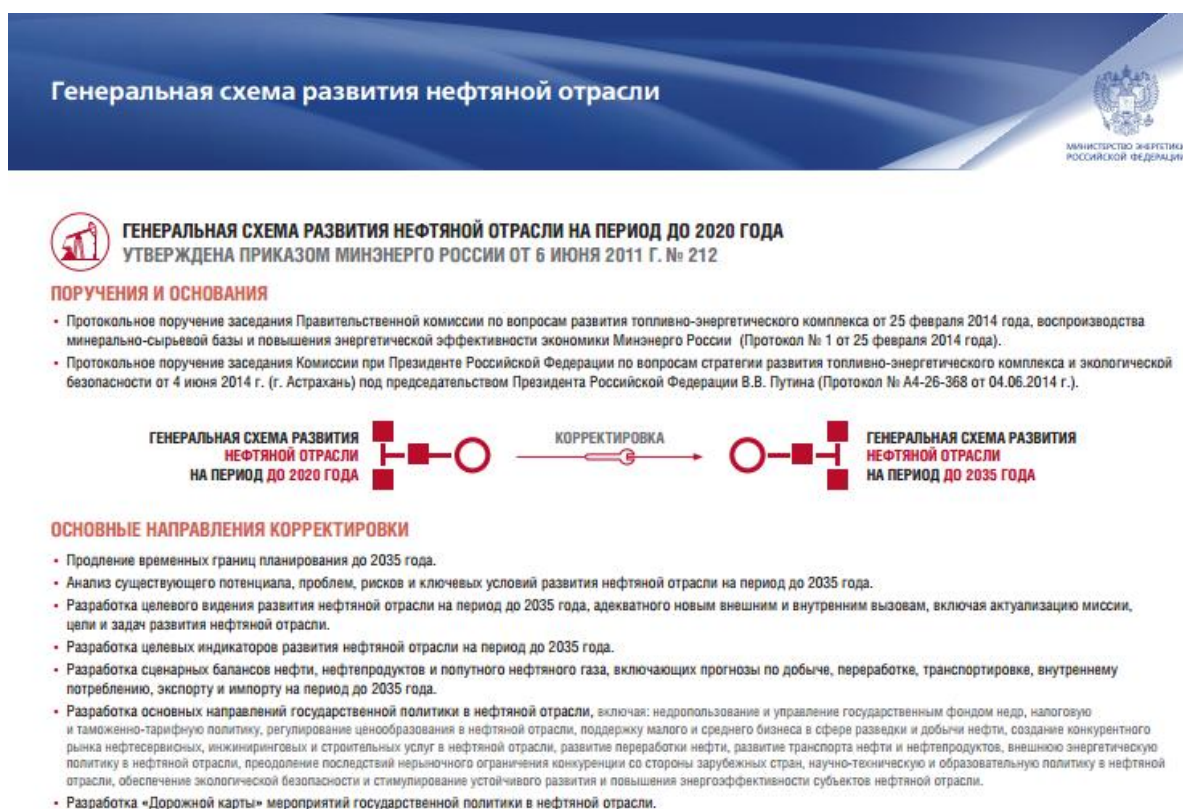 Генеральная схема развития нефтяной отрасли
МИНИСТЕРСТВО ЭНЕРГЕТИКИ
РОССИЙСКОЙ ФЕДЕРАЦИИ
ГЕНЕРАЛЬНАЯ СХЕМА РАЗВИТИЯ НЕФТЯНОЙ ОТРАСЛИ НА ПЕРИОД ДО 2020 ГОДА
УТВЕРЖДЕНА ПРИКАЗОМ МИНЭНЕРГО РОССИИ ОТ 6 ИЮНЯ 2011 Г. № 212
ПОРУЧЕНИЯ И ОСНОВАНИЯ
• Протокольное поручение заседания Правительственной комиссии по вопросам развития топливно-энергетического комплекса от 25 февраля 2014 года, воспроизводства
минерально-сырьевой базы и повышения энергетической эффективности экономики Минэнерго России (Протокол № 1 от 25 февраля 2014 года).
• Протокольное поручение заседания Комиссии при Президенте Российской Федерации по вопросам стратегии развития топливно-энергетического комплекса и экологической
безопасности от 4 июня 2014 г. (г. Астрахань) под председательством Президента Российской Федерации В.В. Путина (Протокол № А4-26-368 от 04.06.2014 г.).
ГЕНЕРАЛЬНАЯ СХЕМА РАЗВИТИЯ
НЕФТЯНОЙ ОТРАСЛИ
НА ПЕРИОД ДО 2020 ГОДА
КОРРЕКТИРОВКА
ГЕНЕРАЛЬНАЯ СХЕМА РАЗВИТИЯ
НЕФТЯНОЙ ОТРАСЛИ
НА ПЕРИОД ДО 2035 ГОДА
ОСНОВНЫЕ НАПРАВЛЕНИЯ КОРРЕКТИРОВКИ
• Продление временных границ планирования до 2035 года.
• Анализ существующего потенциала, проблем, рисков и ключевых условий развития нефтяной отрасли на период до 2035 года.
• Разработка целевого видения развития нефтяной отрасли на период до 2035 года, адекватного новым внешним и внутренним вызовам, включая актуализацию миссии,
цели и задач развития нефтяной отрасли.
• Разработка целевых индикаторов развития нефтяной отрасли на период до 2035 года.
• Разработка сценарных балансов нефти, нефтепродуктов и попутного нефтяного газа, включающих прогнозы по добыче, переработке, транспортировке, внутреннему
потреблению, экспорту и импорту на период до 2035 года.
• Разработка основных направлений государственной политики в нефтяной отрасли, включая: недропользование и управление государственным фондом недр, налоговую
и таможенно-тарифную политику, регулирование ценообразования в нефтяной отрасли, поддержку малого и среднего бизнеса в сфере разведки и добычи нефти, создание конкурентного
рынка нефтесервисных, инжиниринговых и строительных услуг в нефтяной отрасли, развитие переработки нефти, развитие транспорта нефти и нефтепродуктов, внешнюю энергетическую
политику в нефтяной отрасли, преодоление последствий нерыночного ограничения конкуренции со стороны зарубежных стран, научно-техническую и образовательную политику в нефтяной
отрасли, обеспечение экологической безопасности и стимулирование устойчивого развития и повышения энергоэффективности субъектов нефтяной отрасли.
• Разработка «Дорожной карты» мероприятий государственной политики в нефтяной отрасли.